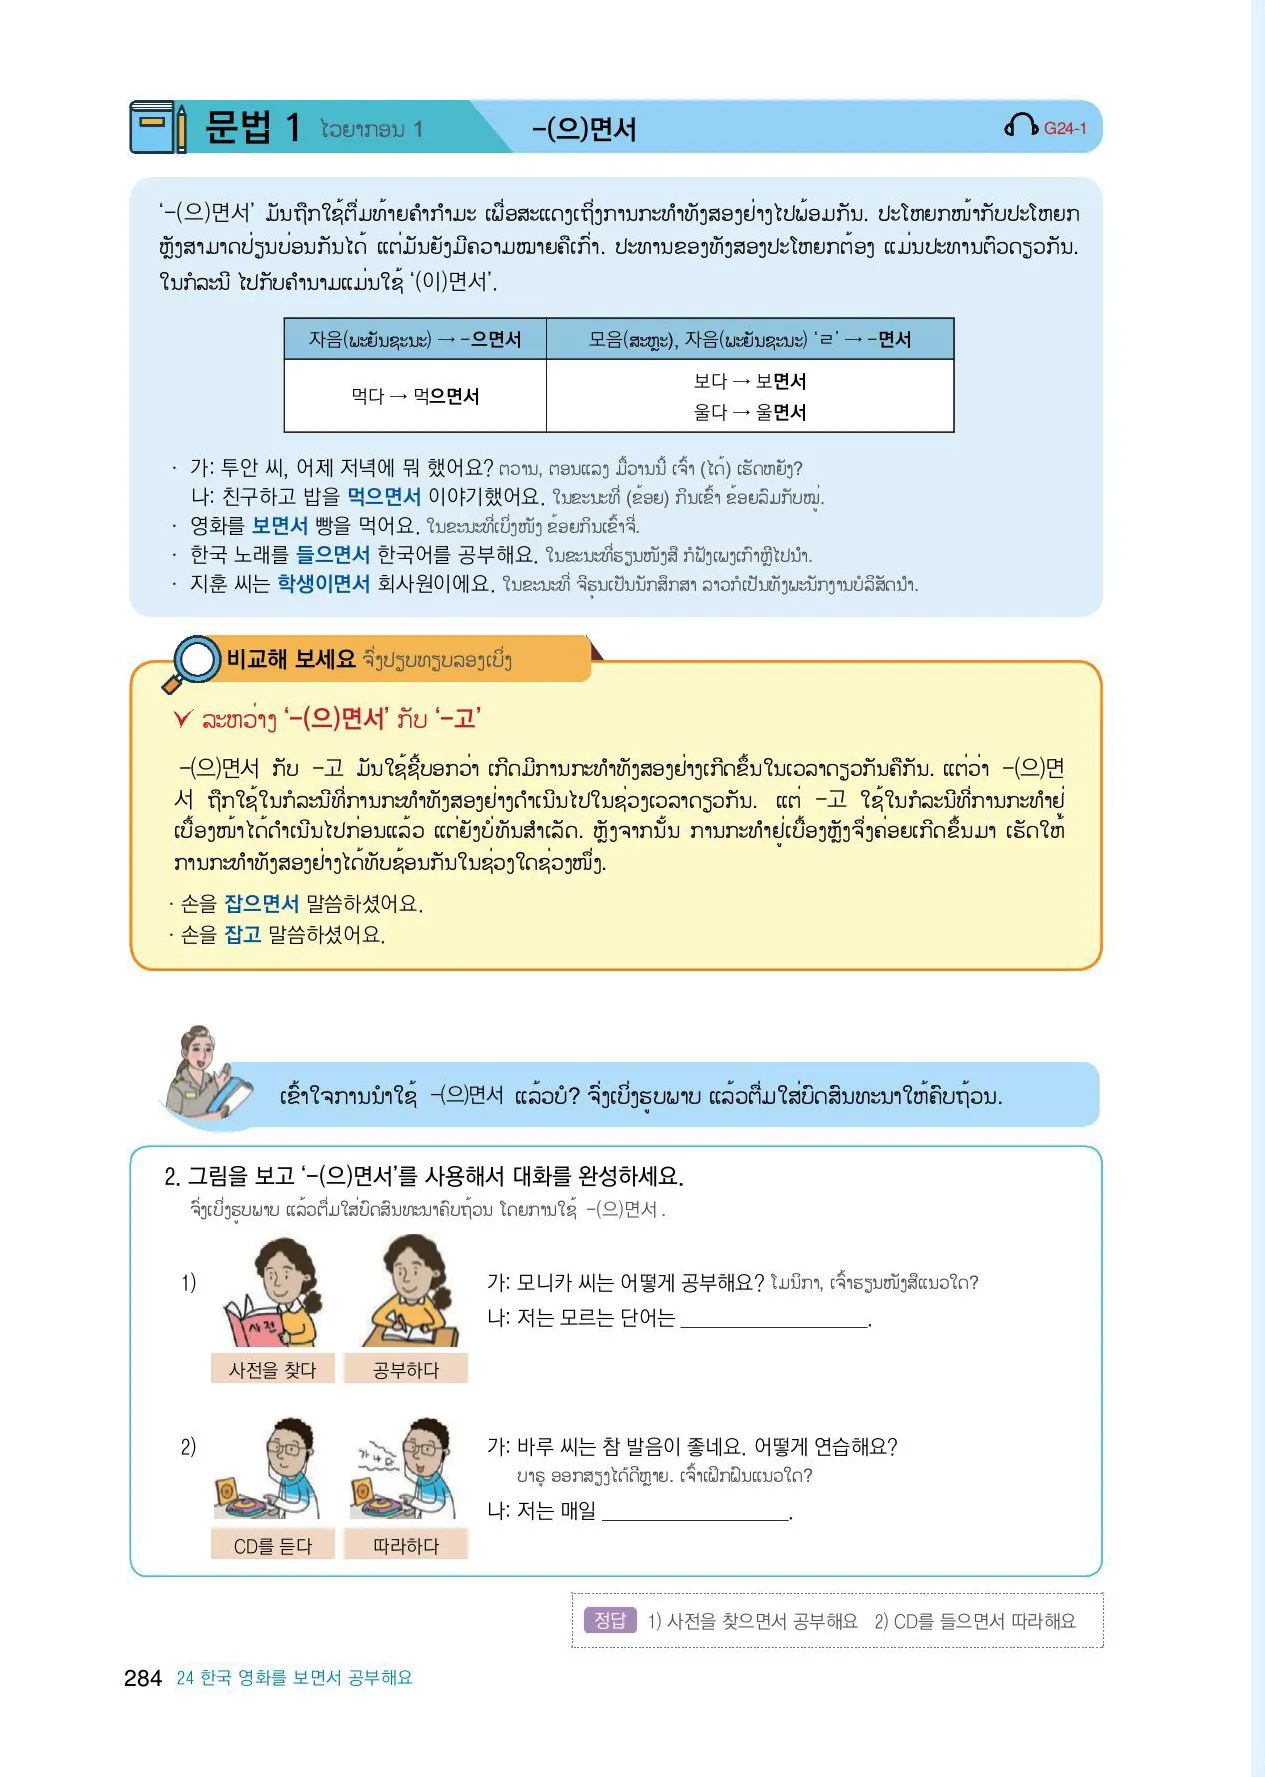 문법 1 ໄວຍາກອນ 1 -(으)면서 G24-1
‘-(으)면서’ ມັນຖືກໃຊ້ຕື່ມທ້າຍຄຳກຳມະ ເພື່ອສະແດງເຖິງການກະທຳທັງສອງຢ່າງໄປພ້ອມກັນ. ປະໂຫຍກໜ້າກັບປະໂຫຍກ
ຫຼັງສາມາດປ່ຽນບ່ອນກັນໄດ້ ແຕ່ມັນຍັງມີຄວາມໝາຍຄືເກົ່າ. ປະທານຂອງທັງສອງປະໂຫຍກຕ້ອງ ແມ່ນປະທານຕົວດຽວກັນ.
ໃນກໍລະນີ ໄປກັບຄຳນາມແມ່ນໃຊ້ ‘(이)면서’.
자음(ພະຍັນຊະນະ) → -으면서 모음(ສະຫຼະ), 자음(ພະຍັນຊະນະ) ‘ㄹ’ → -면서
먹다 → 먹으면서
보다 → 보면서
울다 → 울면서
· 가: 투안 씨, 어제 저녁에 뭐 했어요? ຕວານ, ຕອນແລງ ມື້ວານນີ້ ເຈົ້າ (ໄດ້) ເຮັດຫຍັງ?
나: 친구하고 밥을 먹으면서 이야기했어요. ໃນຂະນະທີ່ (ຂ້ອຍ) ກິນເຂົ້າ ຂ້ອຍລົມກັບໝູ່.
· 영화를 보면서 빵을 먹어요. ໃນຂະນະທີ່ເບິ່ງໜັງ ຂ້ອຍກິນເຂົ້າຈີ່.
· 한국 노래를 들으면서 한국어를 공부해요. ໃນຂະນະທີ່ຮຽນໜັງສື ກໍຟັງເພງເກົາຫຼີໄປນຳ.
· 지훈 씨는 학생이면서 회사원이에요. ໃນຂະນະທີ່ ຈີຮຸນເປັນນັກສຶກສາ ລາວກໍເປັນທັງພະນັກງານບໍລິສັດນຳ.
비교해 보세요 ຈົ່ງປຽບທຽບລອງເບິ່ງ
ລະຫວ່າງ ‘-(으)면서’ ກັບ ‘-고’
-(으)면서 ກັບ -고 ມັນໃຊ້ຊີ້ບອກວ່າ ເກີດມີການກະທຳທັງສອງຢ່າງເກີດຂຶ້ນໃນເວລາດຽວກັນຄືກັນ. ແຕ່ວ່າ -(으)면
서 ຖືກໃຊ້ໃນກໍລະນີທີ່ການກະທຳທັງສອງຢ່າງດຳເນີນໄປໃນຊ່ວງເວລາດຽວກັນ. ແຕ່ -고 ໃຊ້ໃນກໍລະນີທີ່ການກະທຳຢູ່
ເບື້ອງໜ້າໄດ້ດຳເນີນໄປກ່ອນແລ້ວ ແຕ່ຍັງບໍ່ທັນສຳເລັດ. ຫຼັງຈາກນັ້ນ ການກະທຳຢູ່ເບື້ອງຫຼັງຈຶ່ງຄ່ອຍເກີດຂຶ້ນມາ ເຮັດໃຫ້
ການກະທຳທັງສອງຢ່າງໄດ້ທັບຊ້ອນກັນໃນຊ່ວງໃດຊ່ວງໜຶ່ງ.
· 손을 잡으면서 말씀하셨어요.
· 손을 잡고 말씀하셨어요.
ເຂົ້າໃຈການນຳໃຊ້ -(으)면서 ແລ້ວບໍ? ຈົ່ງເບິ່ງຮູບພາບ ແລ້ວຕື່ມໃສ່ບົດສົນທະນາໃຫ້ຄົບຖ້ວນ.
2. 그림을 보고 ‘-(으)면서’를 사용해서 대화를 완성하세요.
ຈົ່ງເບິ່ງຮູບພາບ ແລ້ວຕື່ມໃສ່ບົດສົນທະນາຄົບຖ້ວນ ໂດຍການໃຊ້ -(으)면서.
1)
사전
사전을 찾다 공부하다
가: 모니카 씨는 어떻게 공부해요? ໂມນິກາ, ເຈົ້າຮຽນໜັງສືແນວໃດ?
나: 저는 모르는 단어는 ____________.
2)
가 나 다
CD를 듣다 따라하다
가: 바루 씨는 참 발음이 좋네요. 어떻게 연습해요?
ບາຣູ ອອກສຽງໄດ້ດີຫຼາຍ. ເຈົ້າເຝິກຝົນແນວໃດ?
나: 저는 매일 ____________.
정답 1) 사전을 찾으면서 공부해요 2) CD를 들으면서 따라해요
284 24 한국 영화를 보면서 공부해요